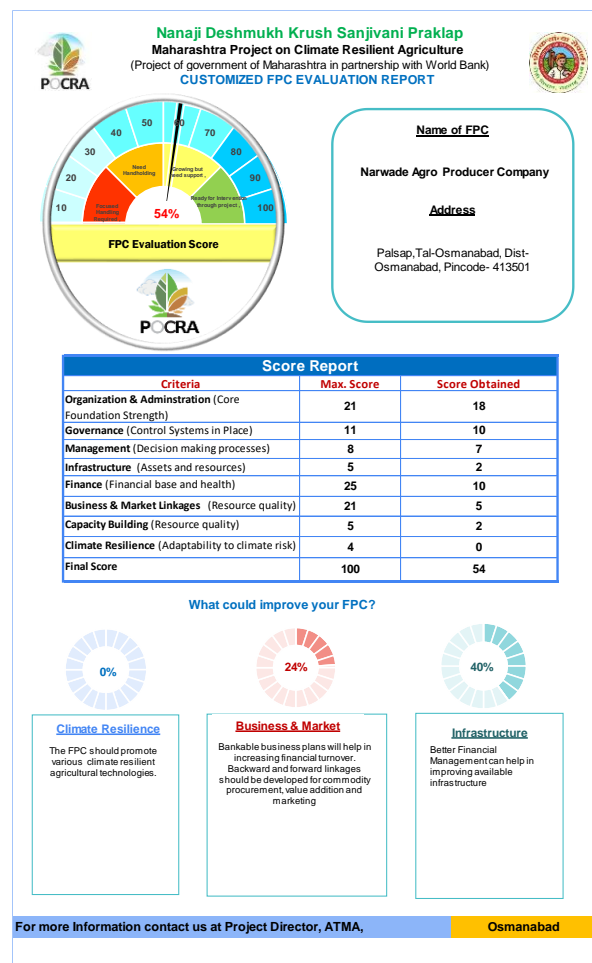 Nanaji Deshmukh Krush Sanjivani Praklap
Maharashtra Project on Climate Resilient Agriculture
(Project of government of Maharashtra in partnership with World Bank)
CUSTOMIZED FPC EVALUATION REPORT
POCRA
10
20
30
40
50
60
70
80
90
100
Need
Handholding
Growing but
need support ,
Ready for Intervention
through project ,
Focused
Handling
Required ,
54%
FPC Evaluation Score
POCRA
Name of FPC
Narwade Agro Producer Company
Address
Palsap,Tal-Osmanabad, Dist-
Osmanabad, Pincode- 413501
Score Report
Criteria Max. Score Score Obtained
Organization & Adminstration (Core
Foundation Strength) 21 18
Governance (Control Systems in Place) 11 10
Management (Decision making processes) 8 7
Infrastructure (Assets and resources) 5 2
Finance (Financial base and health) 25 10
Business & Market Linkages (Resource quality) 21 5
Capacity Building (Resource quality) 5 2
Climate Resilience (Adaptability to climate risk) 4 0
Final Score 100 54
What could improve your FPC?
0%
24%
40%
Climate Resilience
The FPC should promote
various climate resilient
agricultural technologies.
Business & Market
Bankable business plans will help in
increasing financial turnover.
Backward and forward linkages
should be developed for commodity
procurement, value addition and
marketing
Infrastructure
Better Financial
Management can help in
improving available
infrastructure
For more Information contact us at Project Director, ATMA, Osmanabad